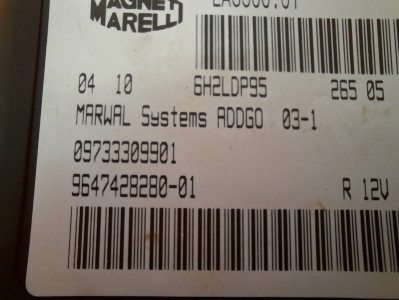 MAGNETI
MARELLI
04 10 6H2LDP95 265 05
MARWAL Systems ADDGO 03-1
09733309901
9647428280-01 R 12V